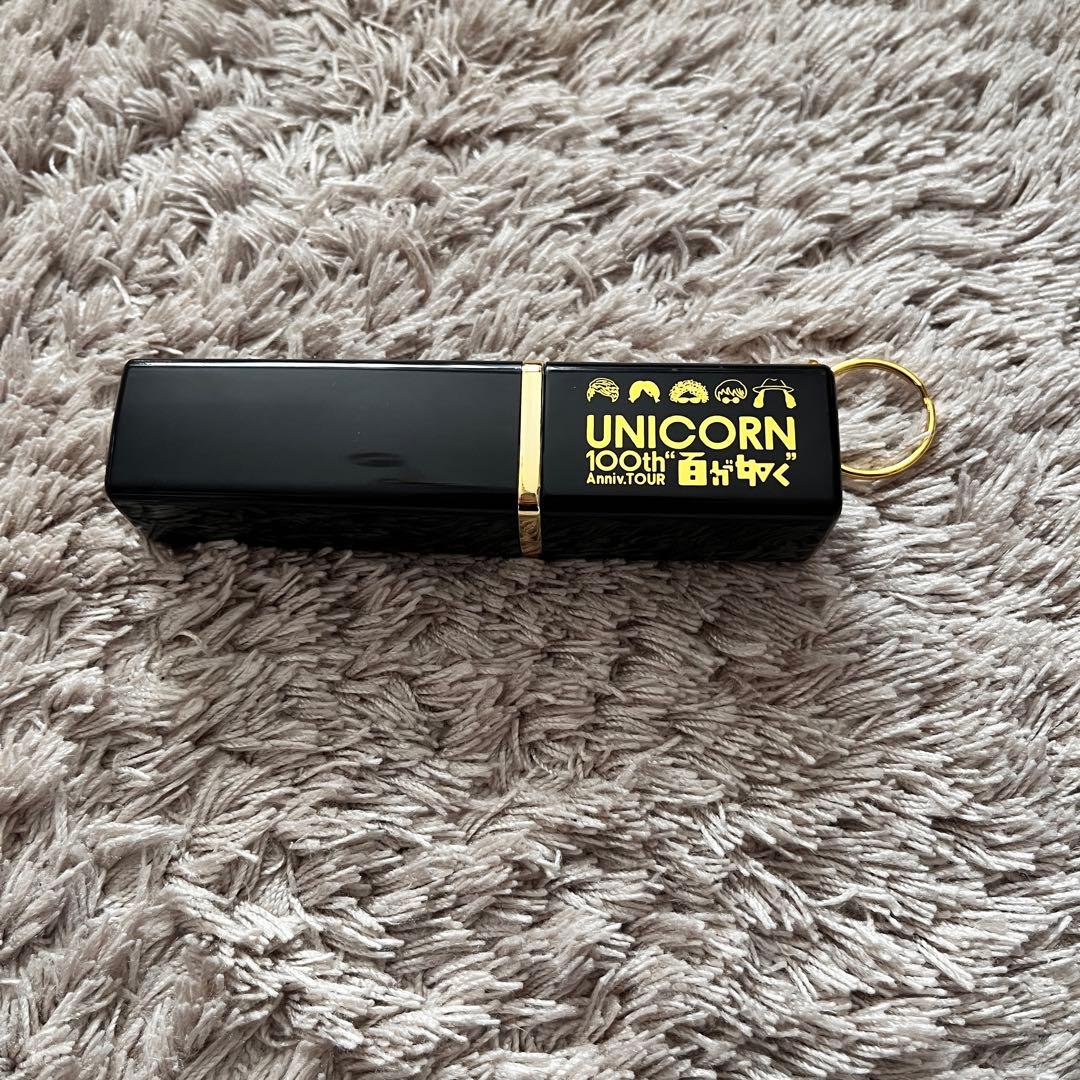 UNICORN
100th “百が如く”
Anniv.TOUR